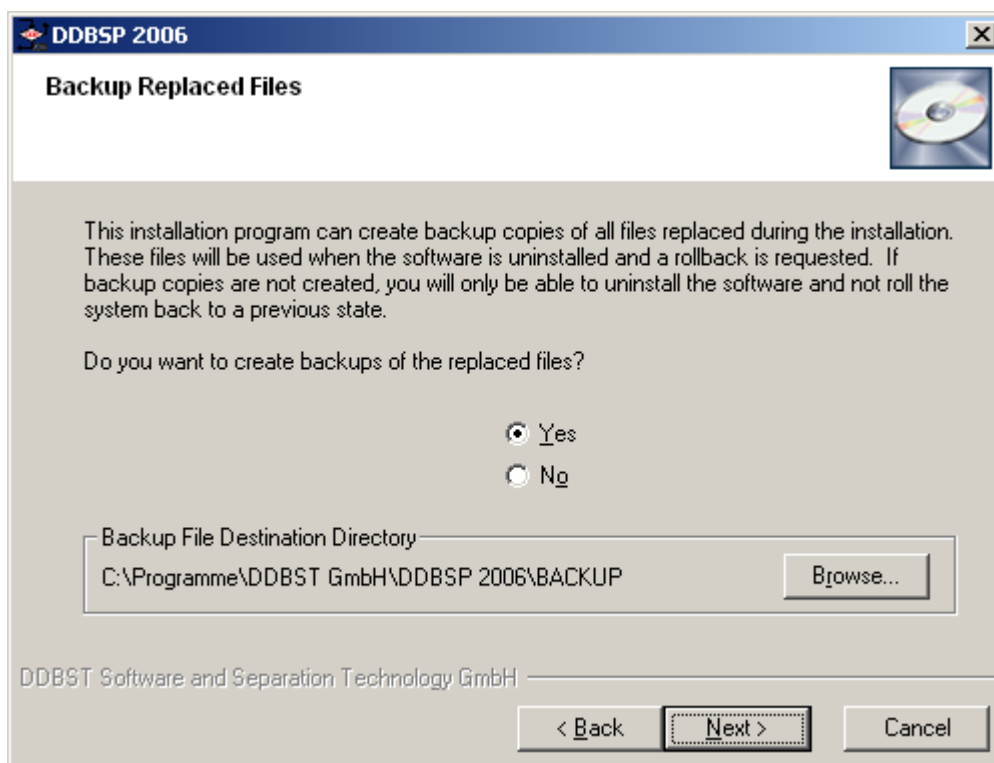 DDBSP 2006
Backup Replaced Files
This installation program can create backup copies of all files replaced during the installation.
These files will be used when the software is uninstalled and a rollback is requested.  If
backup copies are not created, you will only be able to uninstall the software and not roll the
system back to a previous state.
Do you want to create backups of the replaced files?
Yes
No
Backup File Destination Directory
C:\Programme\DDBST GmbH\DDBSP 2006\BACKUP
Browse...
DDBST Software and Separation Technology GmbH
< Back
Next >
Cancel